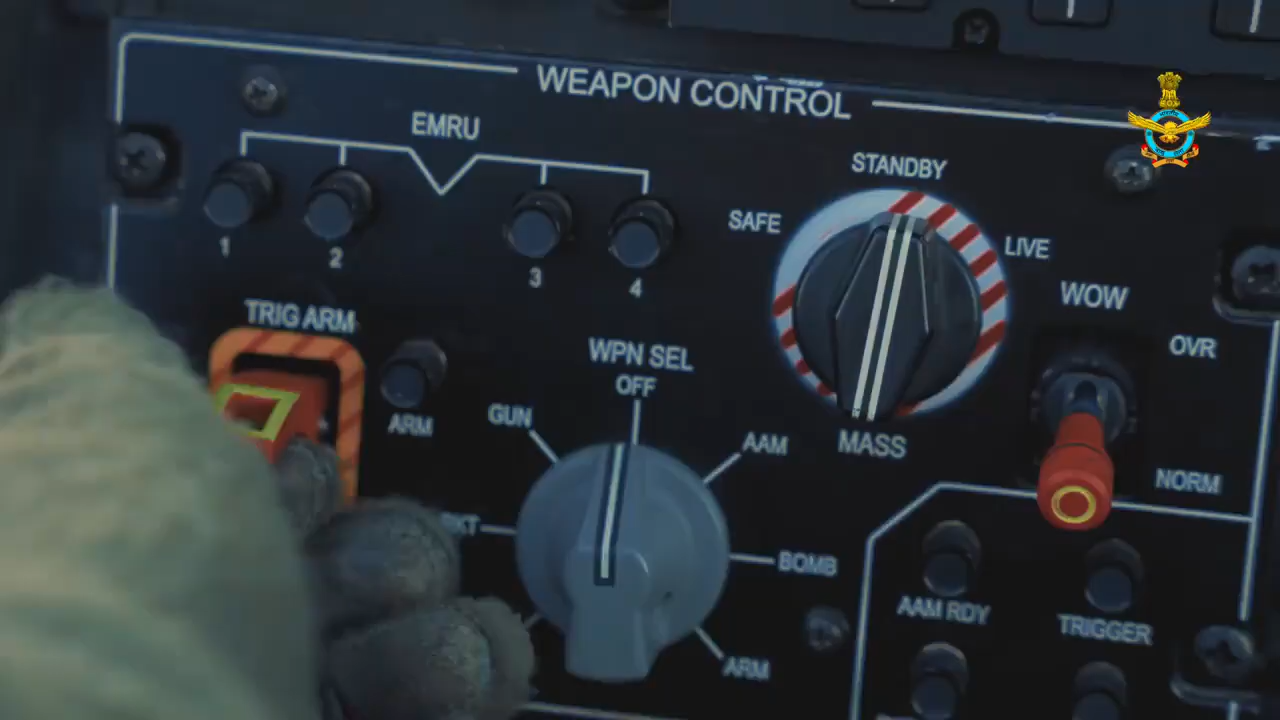 WEAPON CONTROL
EMRU
1
2
3
4
STANDBY
SAFE
LIVE
MASS
WOW
OVR
NORM
TRIG ARM
ARM
WPN SEL
OFF
GUN
AAM
BOMB
ARM
AAM RDY
TRIGGER